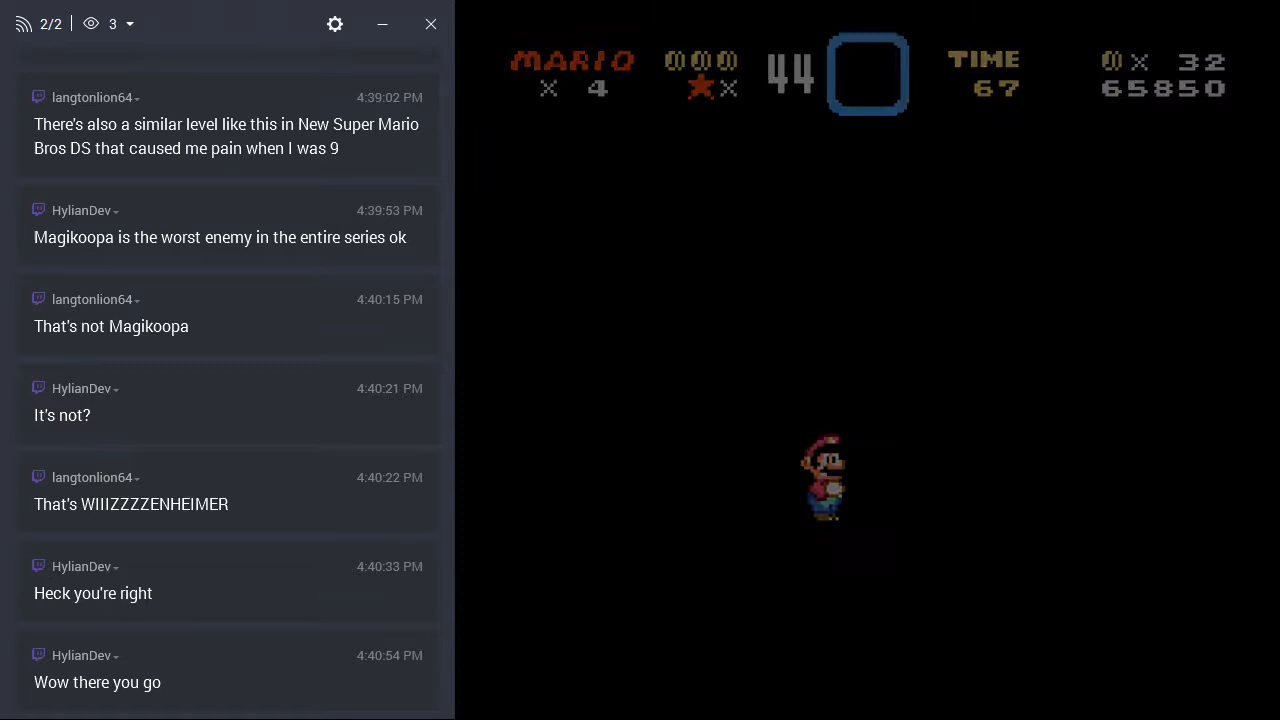 2/2 3
langtonlion64 4:39:02 PM
There's also a similar level like this in New Super Mario
Bros DS that caused me pain when I was 9
HylianDev 4:39:53 PM
Magikoopa is the worst enemy in the entire series ok
langtonlion64 4:40:15 PM
That's not Magikoopa
HylianDev 4:40:21 PM
It's not?
langtonlion64 4:40:22 PM
That's WIIIZZZZENHEIMER
HylianDev 4:40:33 PM
Heck you're right
HylianDev 4:40:54 PM
Wow there you go
MARIO 44 TIME 0x 32
x 4 x 67 65850